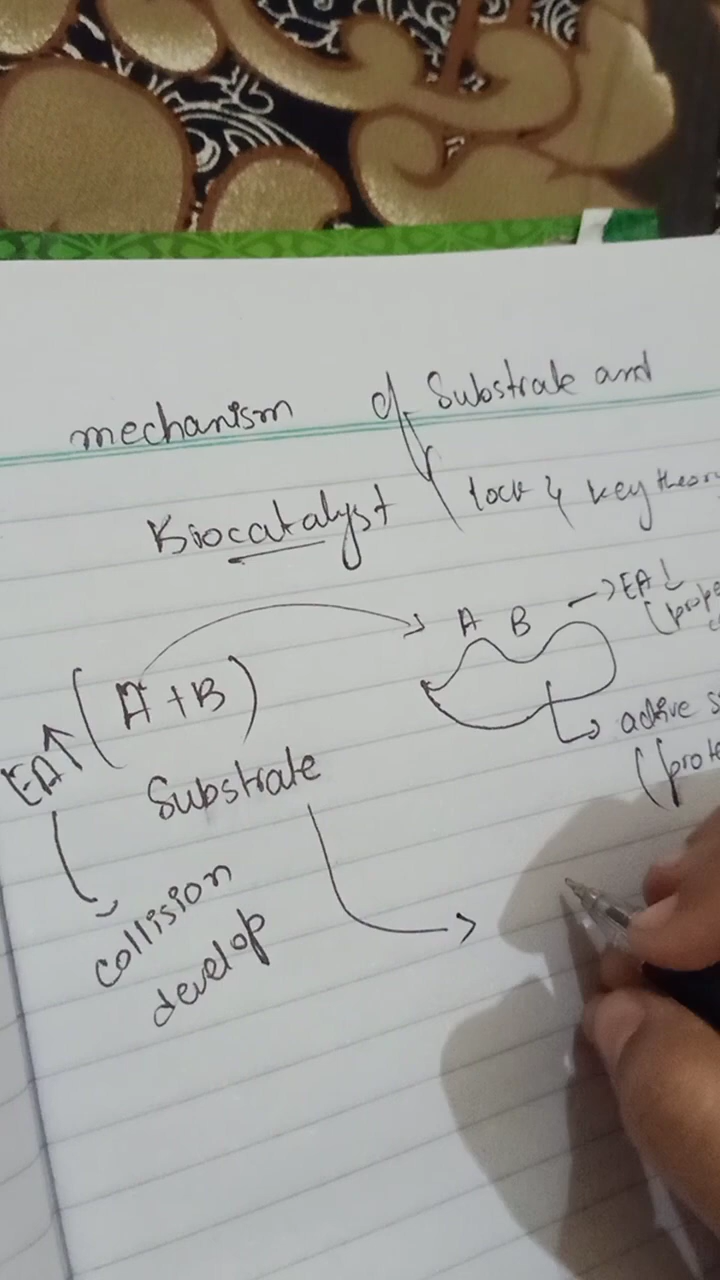 mechanism of Substrate and
Biocatalyst
lock & key theory
A B → EA↓
EA↑ (A + B)
active
Substrate
collision
develop